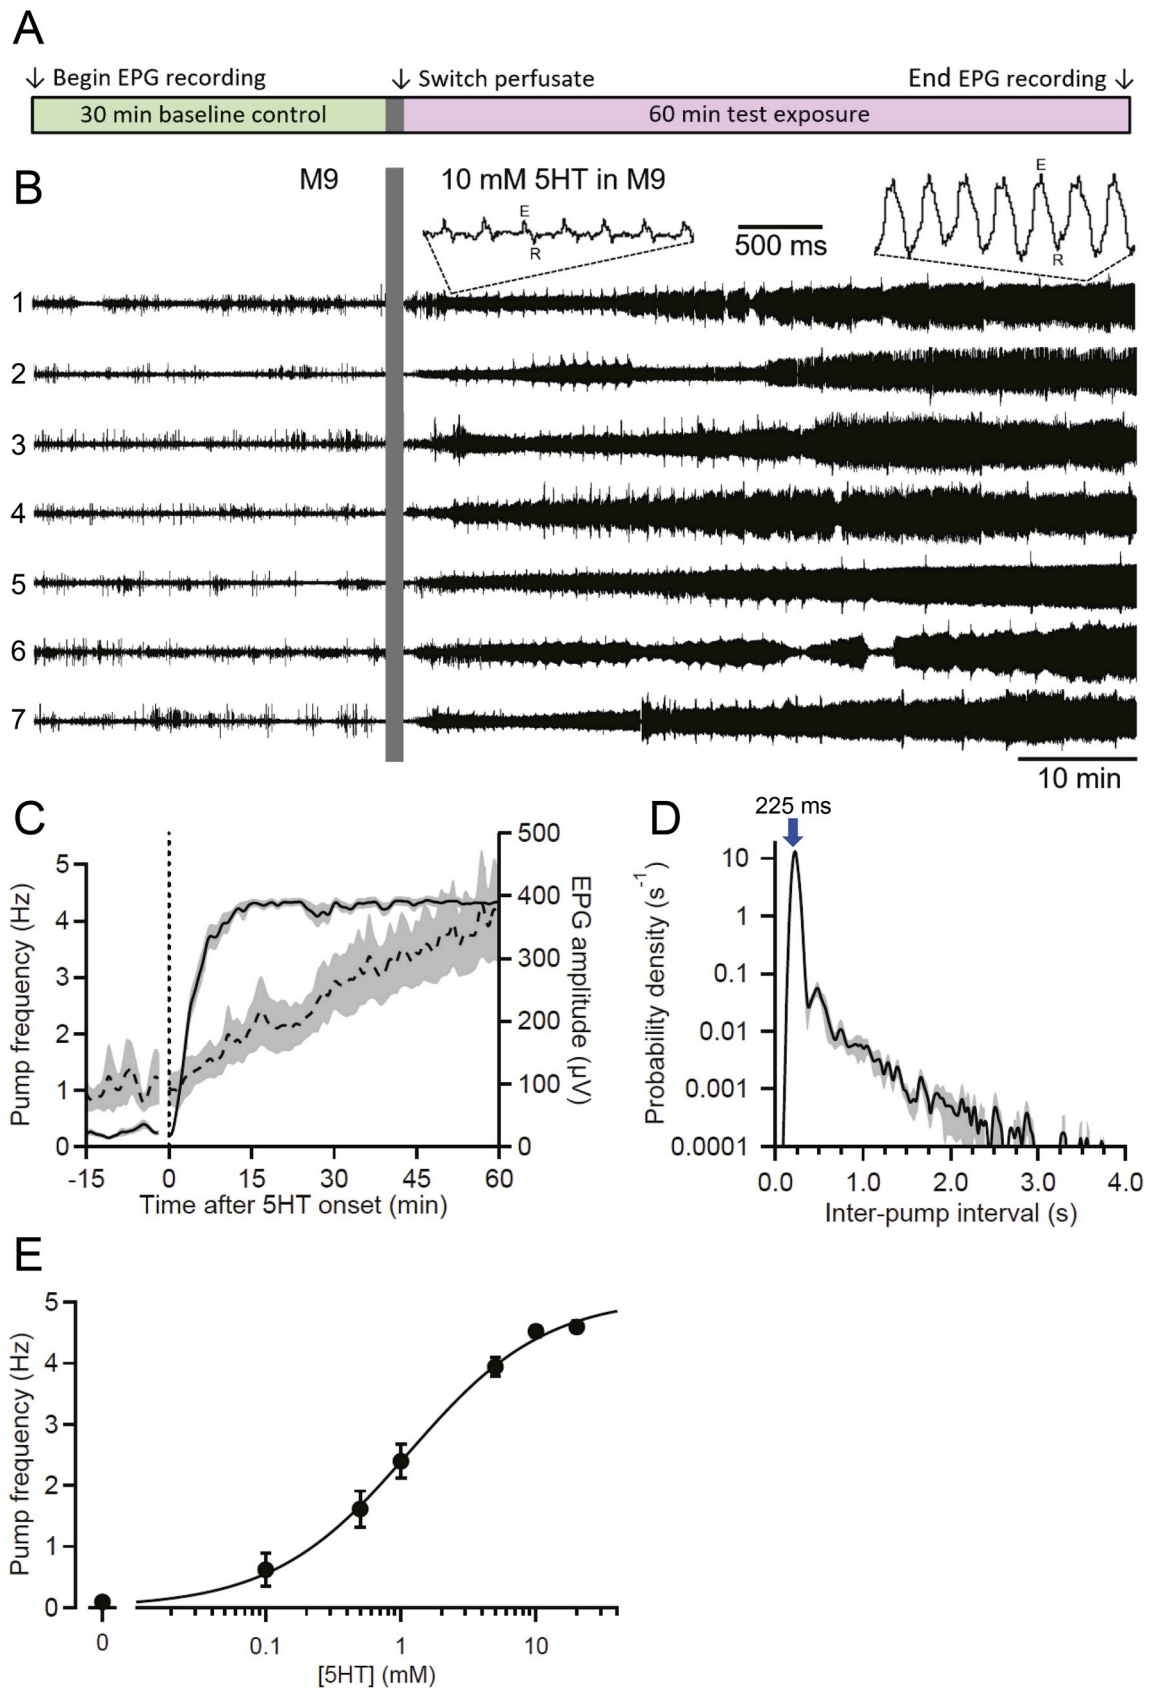 A
↓ Begin EPG recording ↓ Switch perfusate End EPG recording ↓
30 min baseline control 60 min test exposure
B
M9 10 mM 5HT in M9
E
R
500 ms
E
R
1
2
3
4
5
6
7
10 min
C
Pump frequency (Hz)
5
4
3
2
1
0
500
400
300
200
100
0
EPG amplitude (µV)
-15 0 15 30 45 60
Time after 5HT onset (min)
D
225 ms
Probability density (s-1)
10
1
0.1
0.01
0.001
0.0001
0.0 1.0 2.0 3.0 4.0
Inter-pump interval (s)
E
Pump frequency (Hz)
5
4
3
2
1
0
0 0.1 1 10
[5HT] (mM)